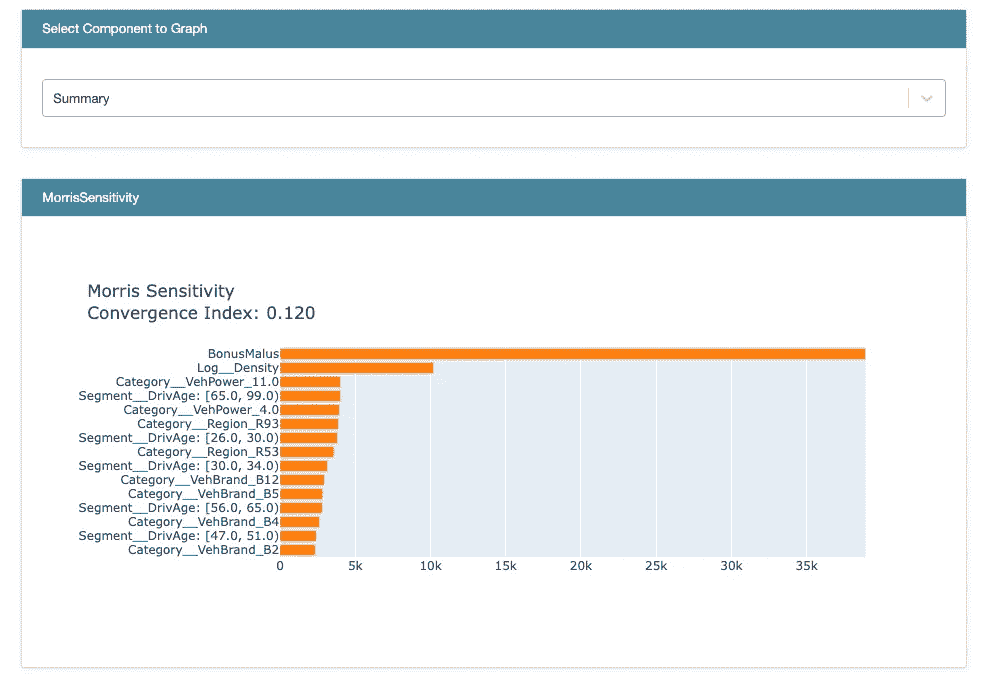 Select Component to Graph
Summary
MorrisSensitivity
Morris Sensitivity
Convergence Index: 0.120
BonusMalus
Log__Density
Category__VehPower_11.0
Segment__DrivAge: [65.0, 99.0)
Category__VehPower_4.0
Category__Region_R93
Segment__DrivAge: [26.0, 30.0)
Category__Region_R53
Segment__DrivAge: [30.0, 34.0)
Category__VehBrand_B12
Category__VehBrand_B5
Segment__DrivAge: [56.0, 65.0)
Category__VehBrand_B4
Segment__DrivAge: [47.0, 51.0)
Category__VehBrand_B2
0 5k 10k 15k 20k 25k 30k 35k